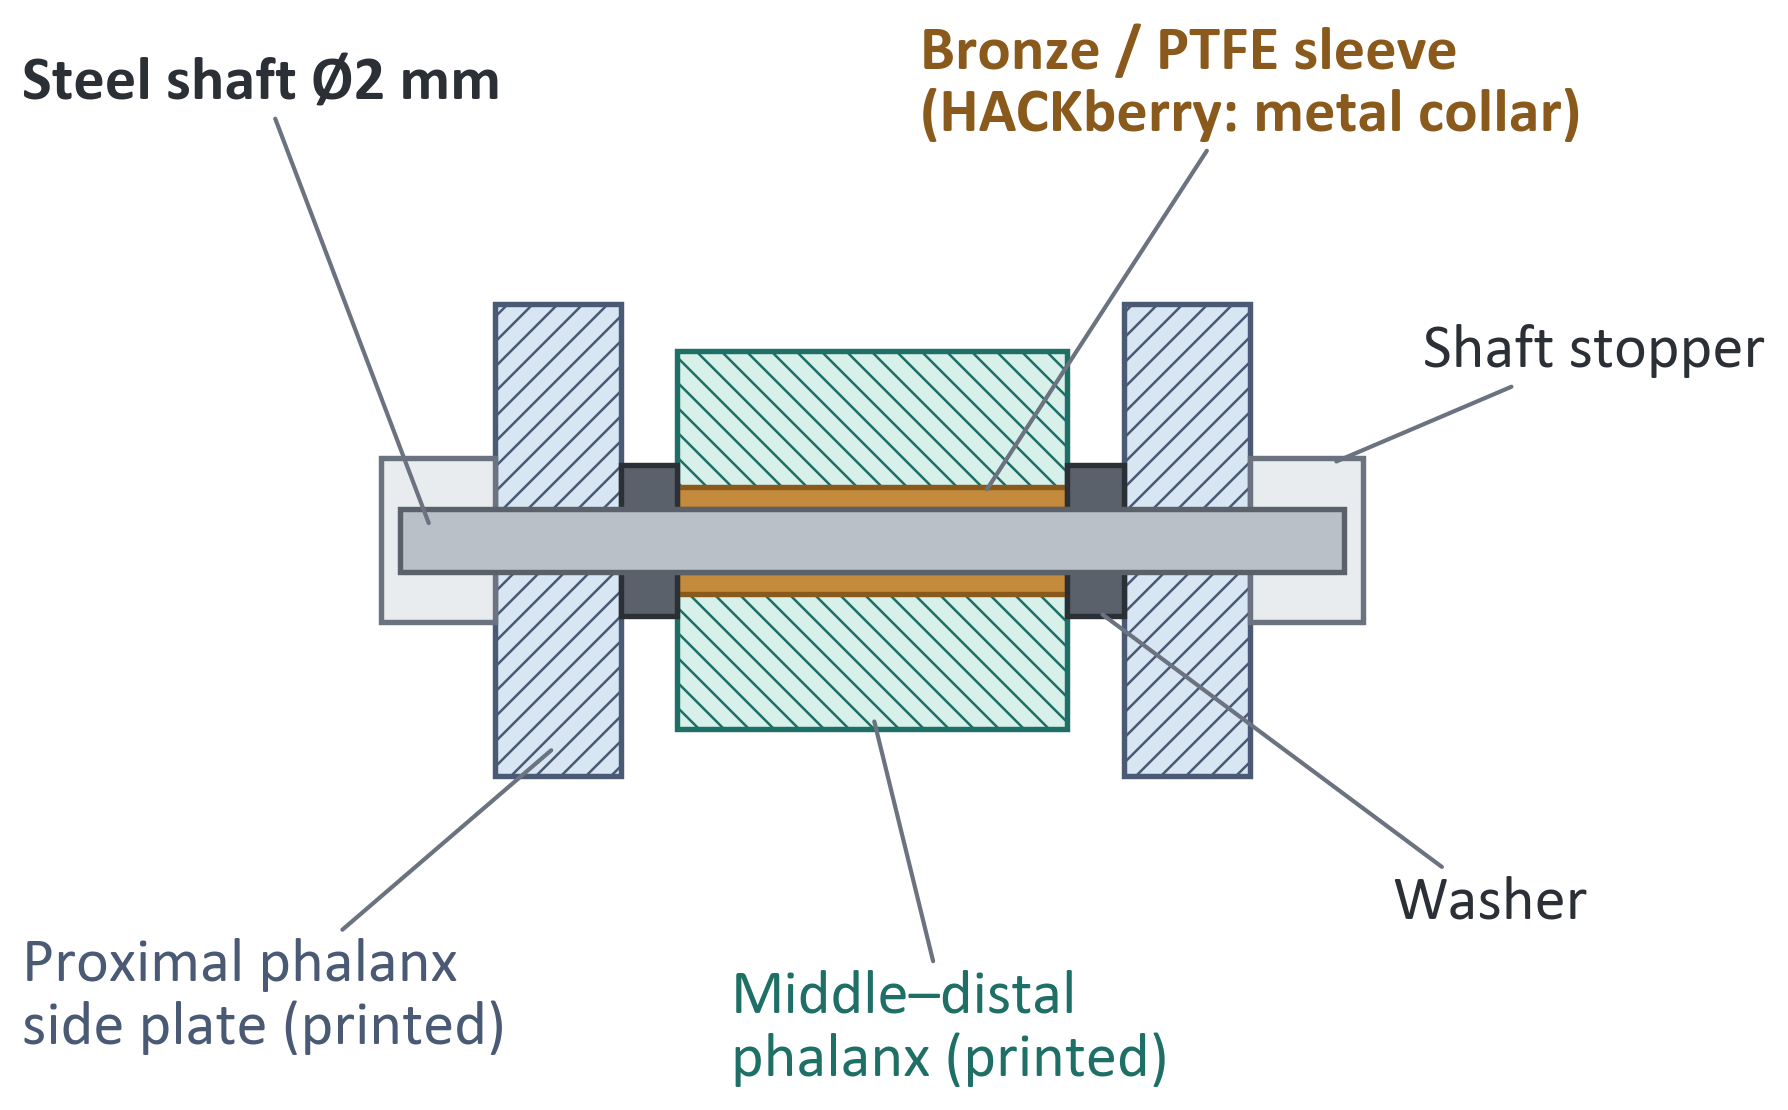 Steel shaft Ø2 mm
Bronze / PTFE sleeve
(HACKberry: metal collar)
Shaft stopper
Washer
Proximal phalanx
side plate (printed)
Middle–distal
phalanx (printed)